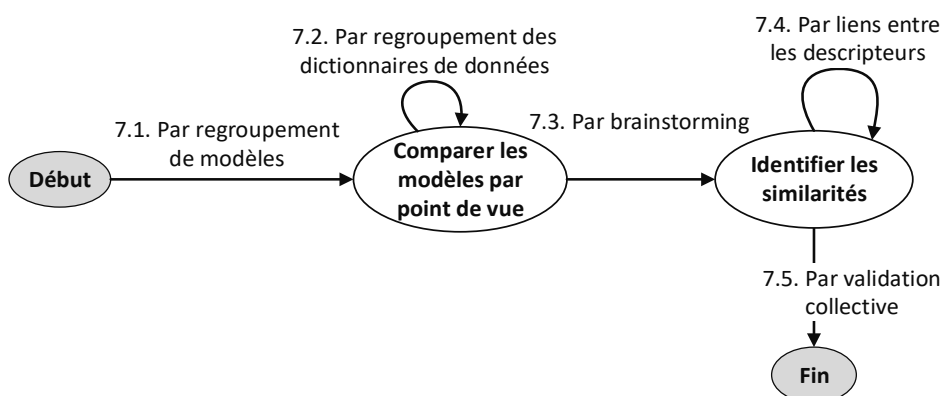 7.2. Par regroupement des
dictionnaires de données
7.4. Par liens entre
les descripteurs
7.1. Par regroupement
de modèles
7.3. Par brainstorming
Début
Comparer les
modèles par
point de vue
Identifier les
similarités
7.5. Par validation
collective
Fin